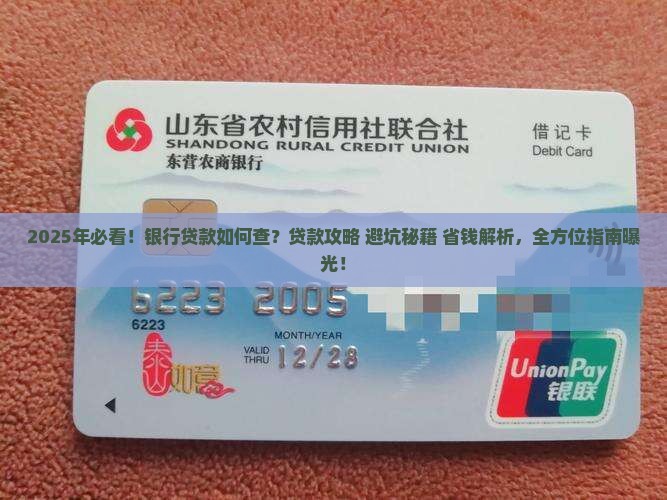 山东省农村信用社联合社
SHANDONG RURAL CREDIT UNION
东营农商银行
借记卡
Debit Card
2025年必看！银行贷款如何查？贷款攻略 避坑秘籍 省钱解析，全方位指南曝
光！
6223 2005
6223
MONTH/YEAR
VALID
THRU
12/28
泰山如意
UnionPay
银联